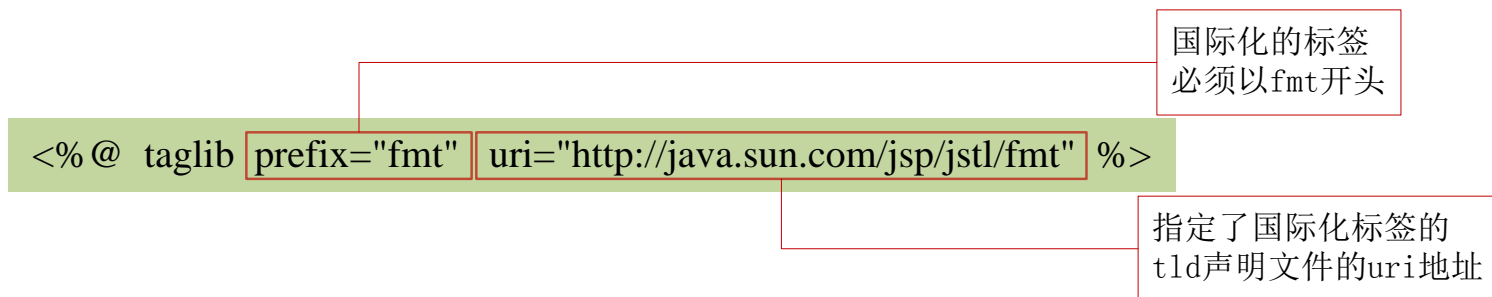 国际化的标签
必须以fmt开头
<%@ taglib prefix="fmt" uri="http://java.sun.com/jsp/jstl/fmt" %>
指定了国际化标签的
tld声明文件的uri地址